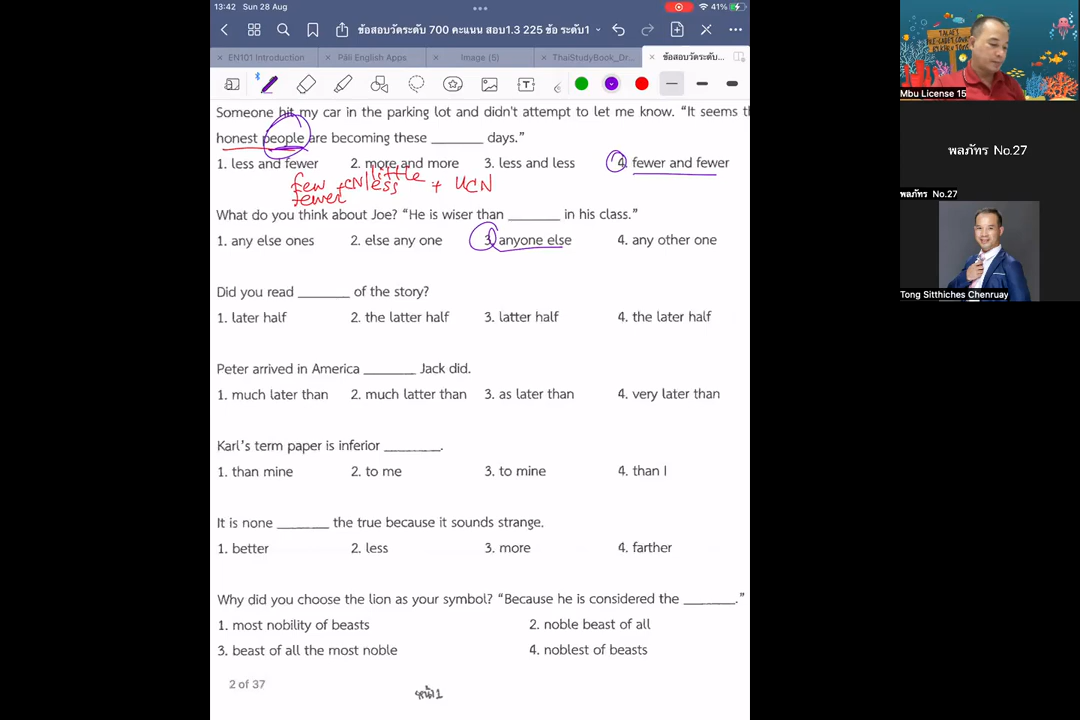 13:42 Sun 28 Aug
41%
ข้อสอบวัดระดับ 700 คะแนน สอบ1.3 225 ข้อ ระดับ1
EN101 Introduction
Pāli English Apps
Image (5)
ThaiStudyBook_Or...
ข้อสอบวัดระดับ...
Someone hit my car in the parking lot and didn't attempt to let me know. "It seems th
honest people are becoming these ______ days."
1. less and fewer 2. more and more 3. less and less 4. fewer and fewer
few + CN little
fewer less + UCN
What do you think about Joe? "He is wiser than ______ in his class."
1. any else ones 2. else any one 3. anyone else 4. any other one
Did you read ______ of the story?
1. later half 2. the latter half 3. latter half 4. the later half
Peter arrived in America ______ Jack did.
1. much later than 2. much latter than 3. as later than 4. very later than
Karl's term paper is inferior ______.
1. than mine 2. to me 3. to mine 4. than I
It is none ______ the true because it sounds strange.
1. better 2. less 3. more 4. farther
Why did you choose the lion as your symbol? "Because he is considered the ______."
1. most nobility of beasts 2. noble beast of all
3. beast of all the most noble 4. noblest of beasts
2 of 37
หน้า1
Mbu License 15
พลภัทร No.27
พลภัทร No.27
Tong Sitthiches Chenruay